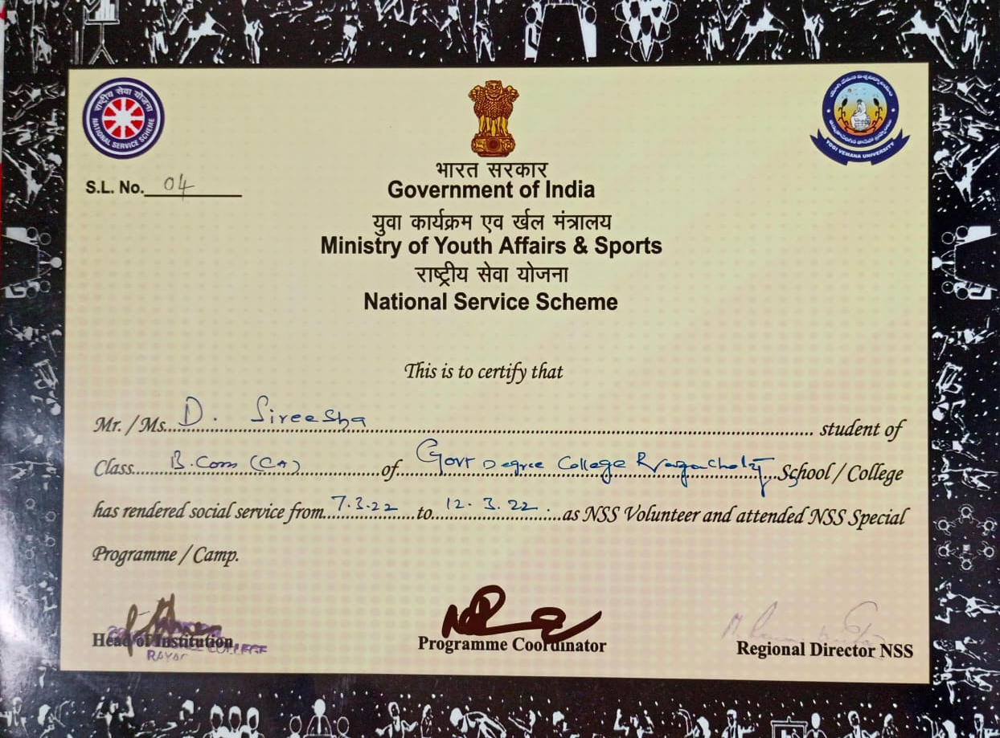 राष्ट्रीय सेवा योजना
NATIONAL SERVICE SCHEME
YOGI VEMANA UNIVERSITY
S.L. No. 04
भारत सरकार
Government of India
युवा कार्यक्रम एव र्खल मंत्रालय
Ministry of Youth Affairs & Sports
राष्ट्रीय सेवा योजना
National Service Scheme
This is to certify that
Mr. / Ms. D. Sireesha student of
Class B.Com (CA) of Govt Degree College School / College
has rendered social service from 7.3.22 to 12.3.22. as NSS Volunteer and attended NSS Special
Programme / Camp.
Head of Institution
COLLEGE
Programme Coordinator
Regional Director NSS